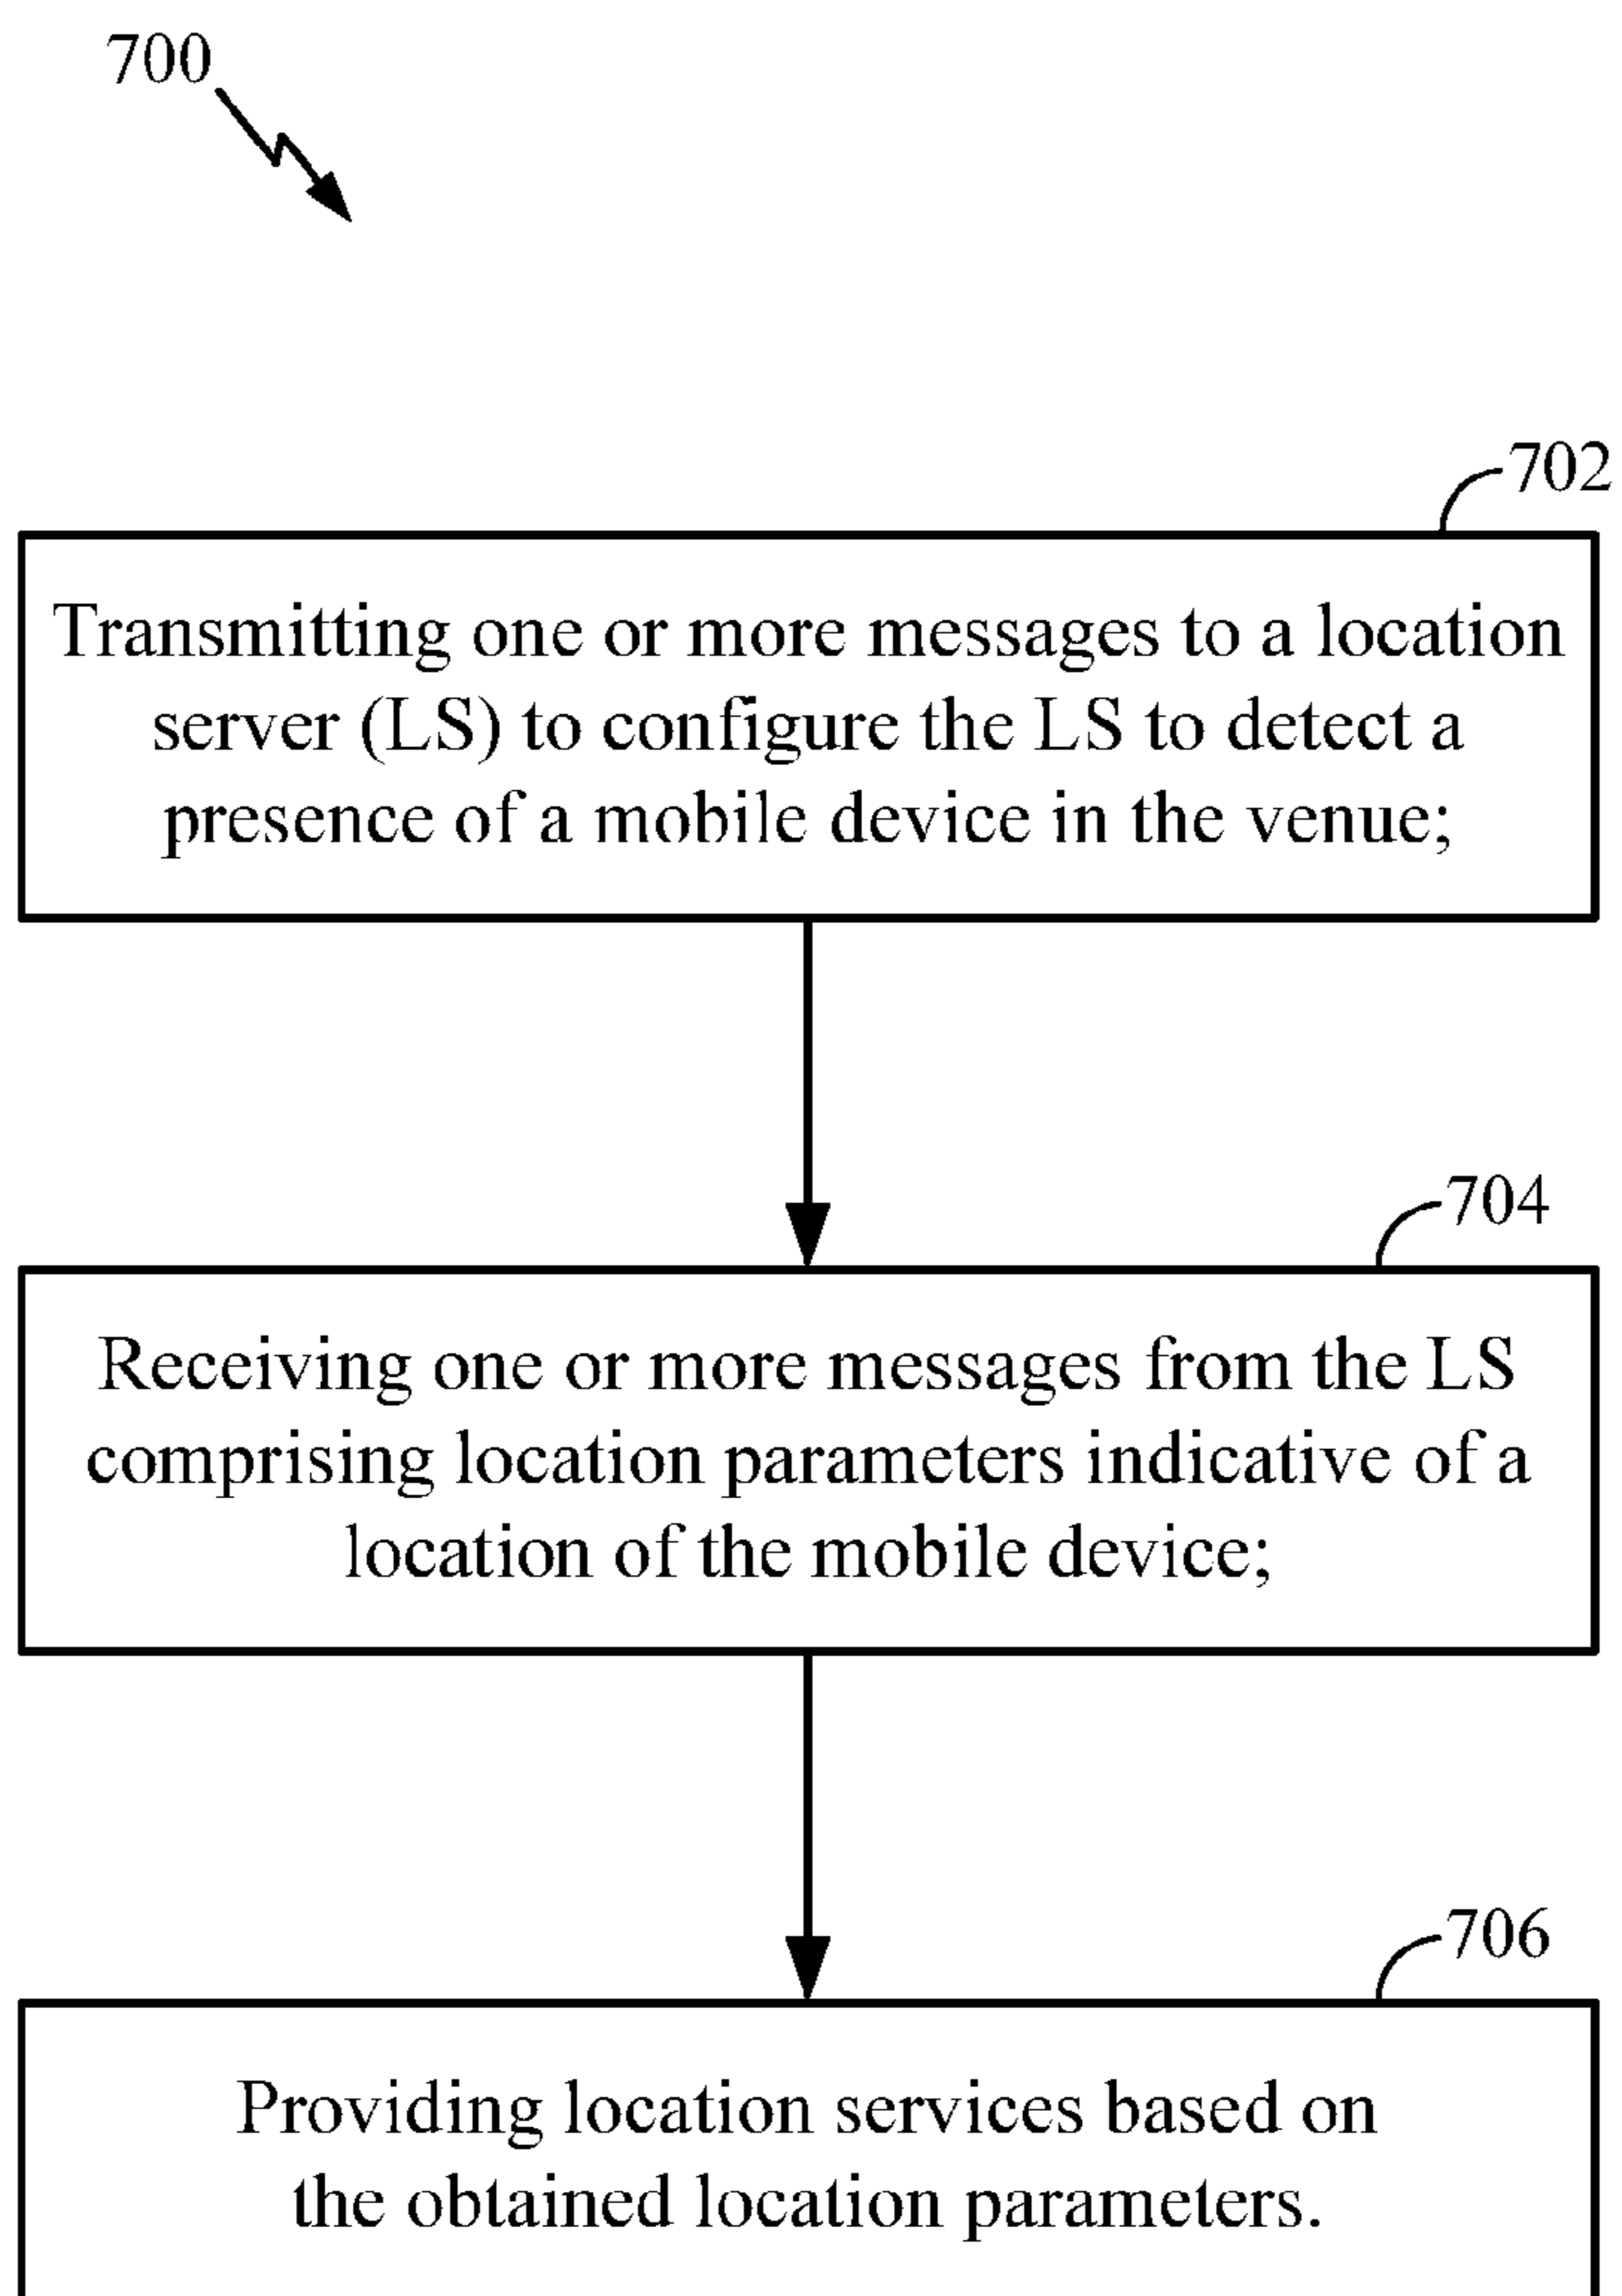 700
702
Transmitting one or more messages to a location
server (LS) to configure the LS to detect a
presence of a mobile device in the venue;
704
Receiving one or more messages from the LS
comprising location parameters indicative of a
location of the mobile device;
706
Providing location services based on
the obtained location parameters.